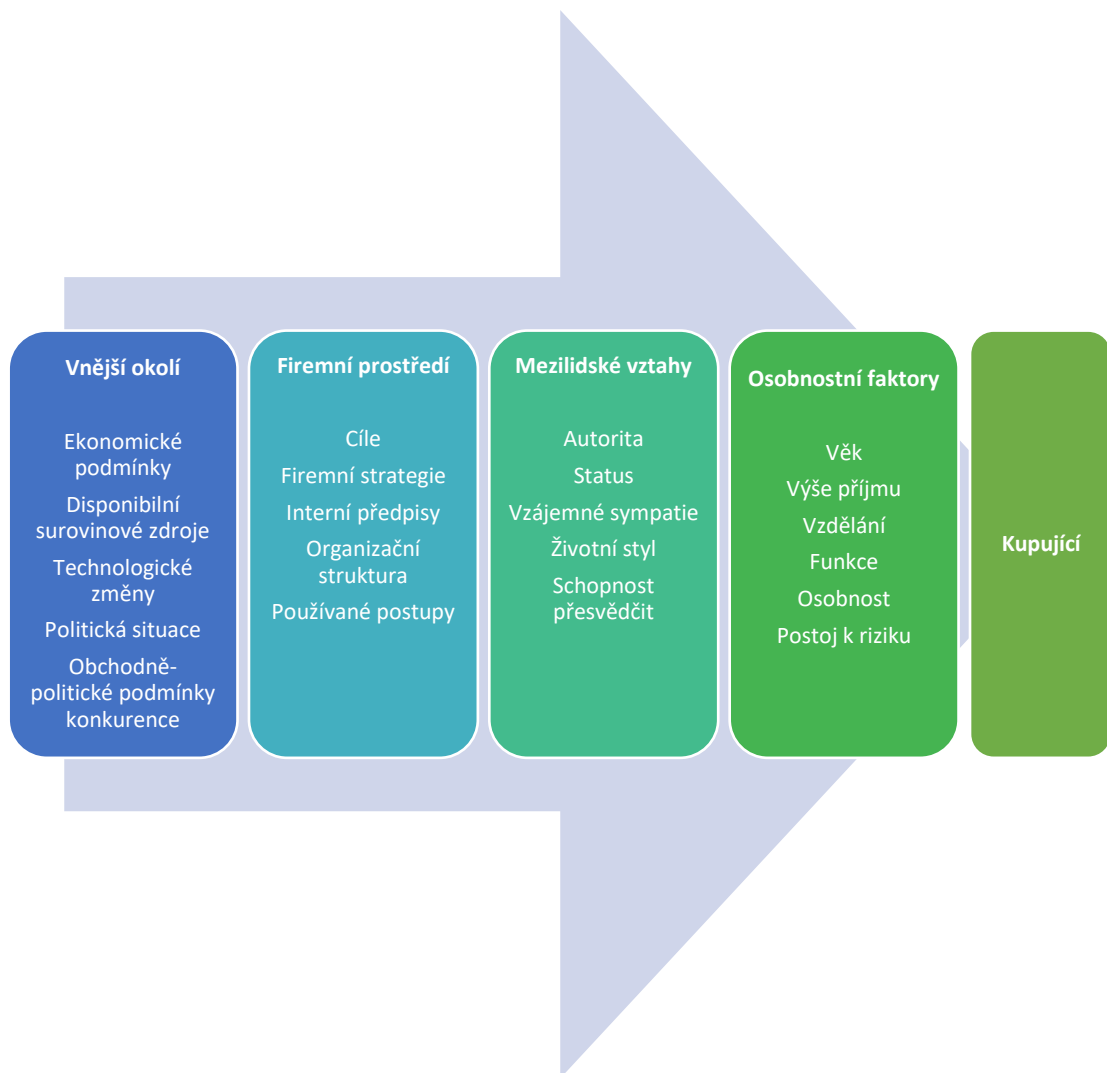 Vnější okolí
Ekonomické
podmínky
Disponibilní
surovinové zdroje
Technologické
změny
Politická situace
Obchodně-
politické podmínky
konkurence
Firemní prostředí
Cíle
Firemní strategie
Interní předpisy
Organizační
struktura
Používané postupy
Mezilidské vztahy
Autorita
Status
Vzájemné sympatie
Životní styl
Schopnost
přesvědčit
Osobnostní faktory
Věk
Výše příjmu
Vzdělání
Funkce
Osobnost
Postoj k riziku
Kupující